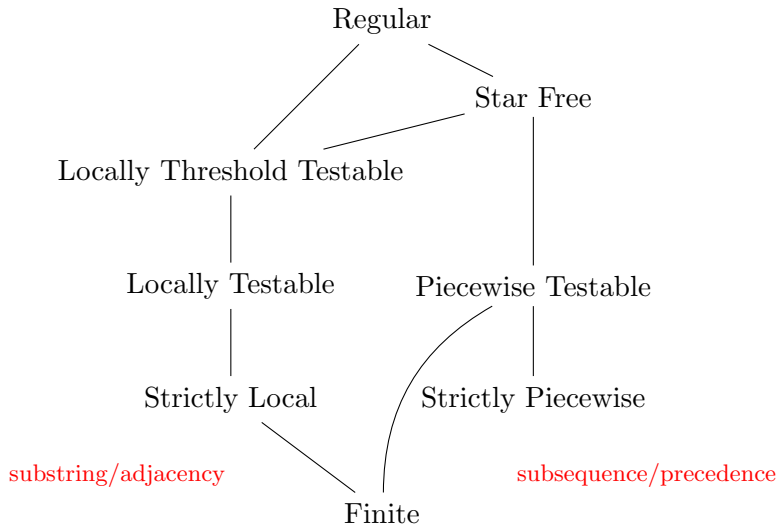 Regular
Star Free
Locally Threshold Testable
Locally Testable
Piecewise Testable
Strictly Local
Strictly Piecewise
substring/adjacency
subsequence/precedence
Finite